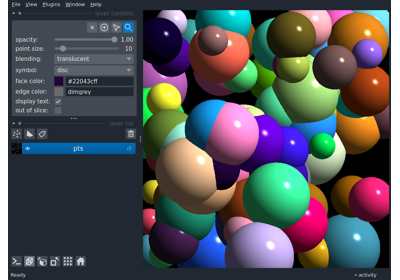 File View Plugins Window Help
layer controls
opacity: 1.00
point size: 10
blending: translucent
symbol: disc
face color: #22043cff
edge color: dimgrey
display text:
out of slice:
layer list
pts
Ready
activity